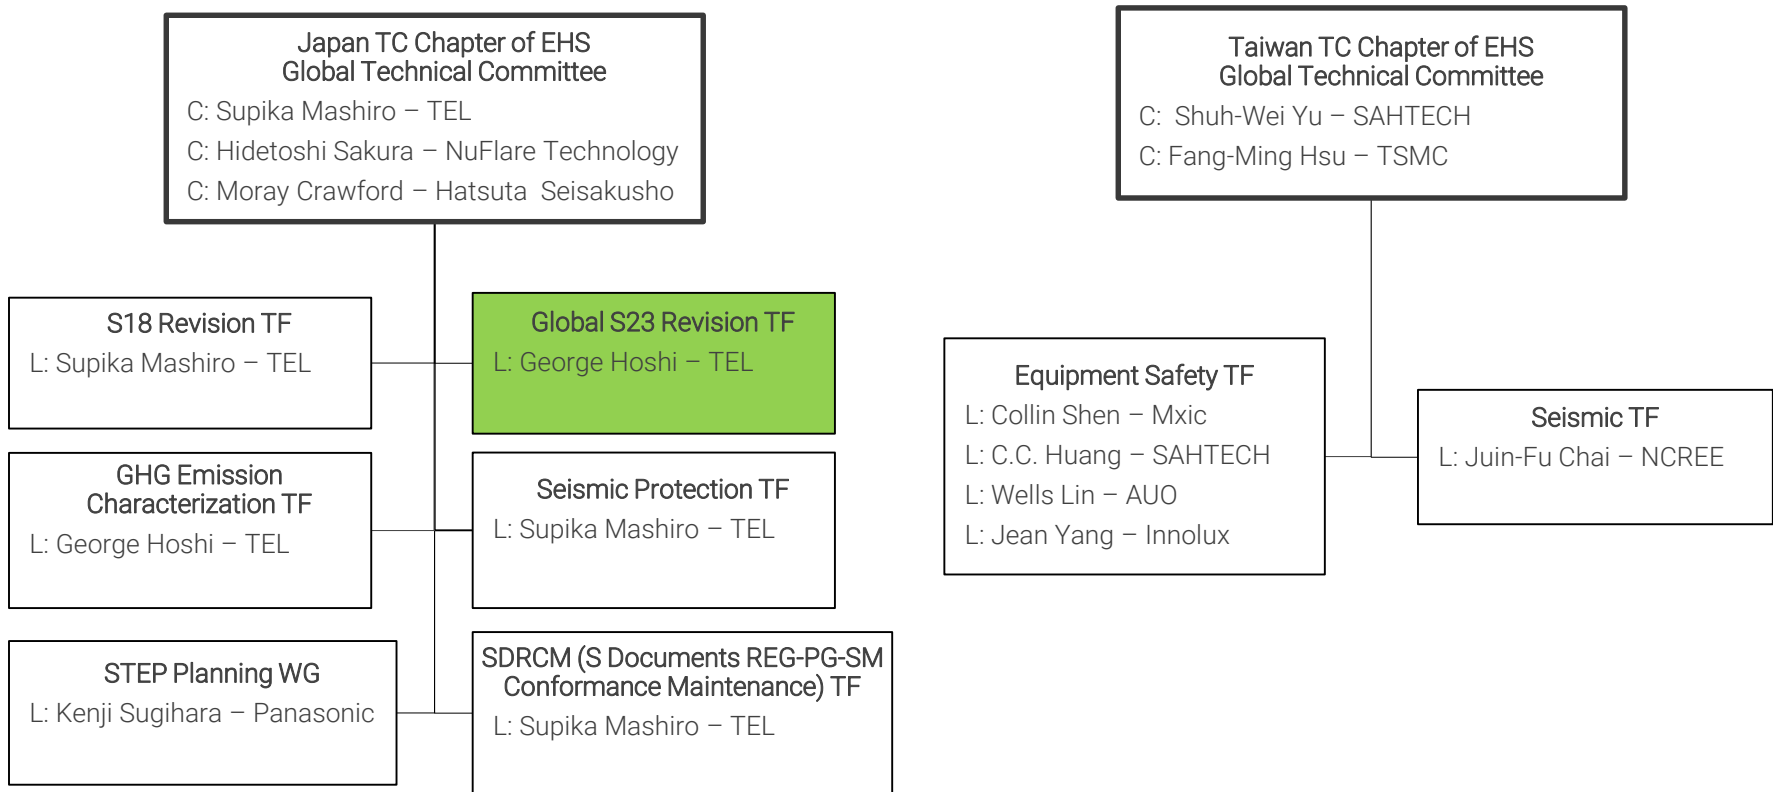 Japan TC Chapter of EHS
Global Technical Committee
C: Supika Mashiro – TEL
C: Hidetoshi Sakura – NuFlare Technology
C: Moray Crawford – Hatsuta Seisakusho
S18 Revision TF
L: Supika Mashiro – TEL
Global S23 Revision TF
L: George Hoshi – TEL
GHG Emission
Characterization TF
L: George Hoshi – TEL
Seismic Protection TF
L: Supika Mashiro – TEL
STEP Planning WG
L: Kenji Sugihara – Panasonic
SDRCM (S Documents REG-PG-SM
Conformance Maintenance) TF
L: Supika Mashiro – TEL
Taiwan TC Chapter of EHS
Global Technical Committee
C: Shuh-Wei Yu – SAHTECH
C: Fang-Ming Hsu – TSMC
Equipment Safety TF
L: Collin Shen – Mxic
L: C.C. Huang – SAHTECH
L: Wells Lin – AUO
L: Jean Yang – Innolux
Seismic TF
L: Juin-Fu Chai – NCREE